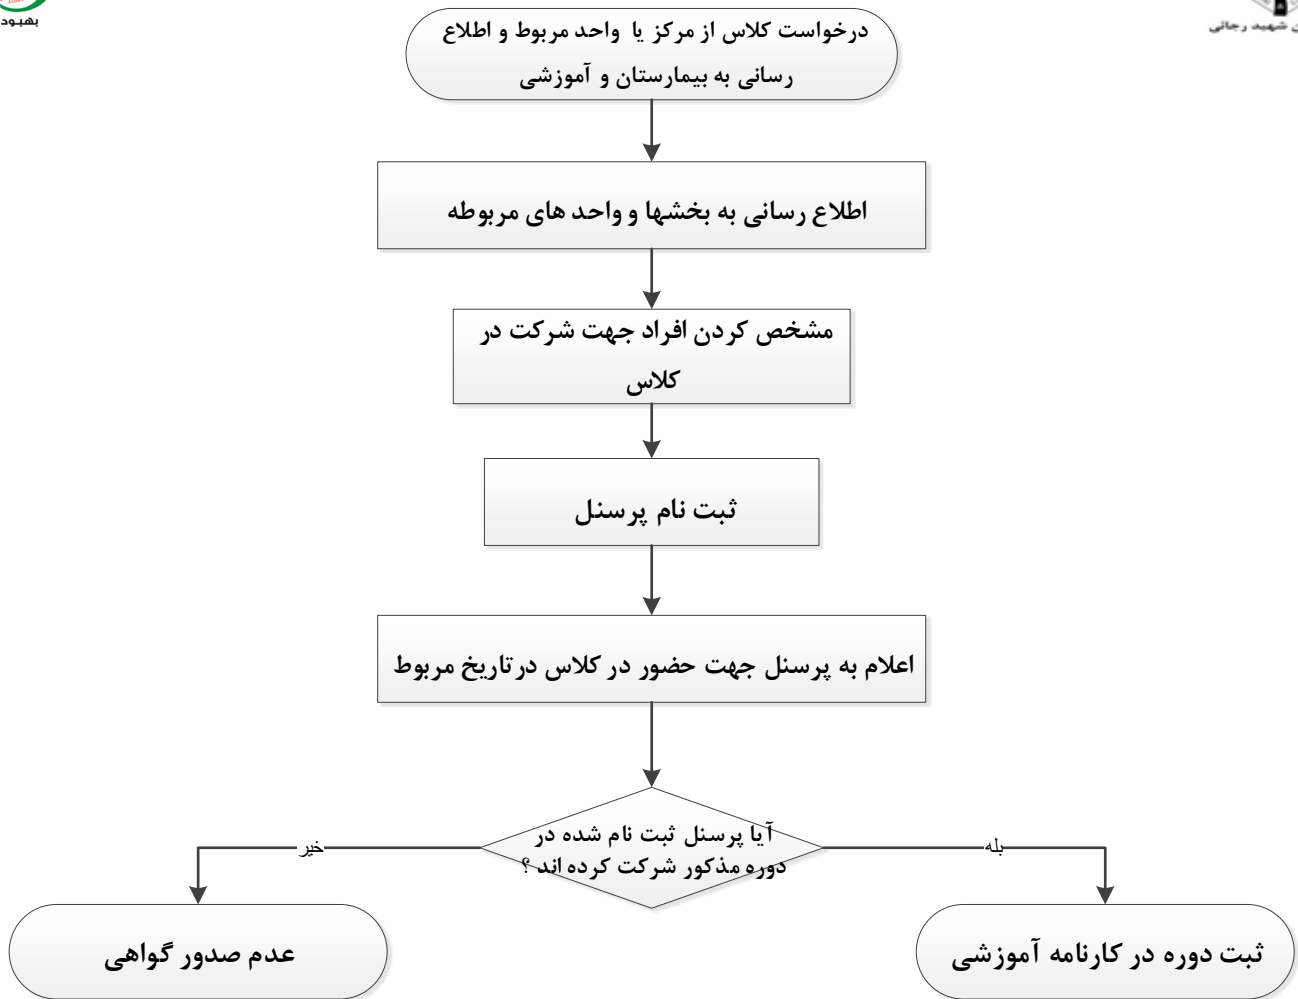 بهبود
شهید رجائی
درخواست کلاس از مرکز یا واحد مربوط و اطلاع
رسانی به بیمارستان و آموزشی
اطلاع رسانی به بخشها و واحد های مربوطه
مشخص کردن افراد جهت شرکت در
کلاس
ثبت نام پرسنل
اعلام به پرسنل جهت حضور در کلاس درتاریخ مربوط
آیا پرسنل ثبت نام شده در
دوره مذکور شرکت کرده اند ؟
بله
خیر
ثبت دوره در کارنامه آموزشی
عدم صدور گواهی